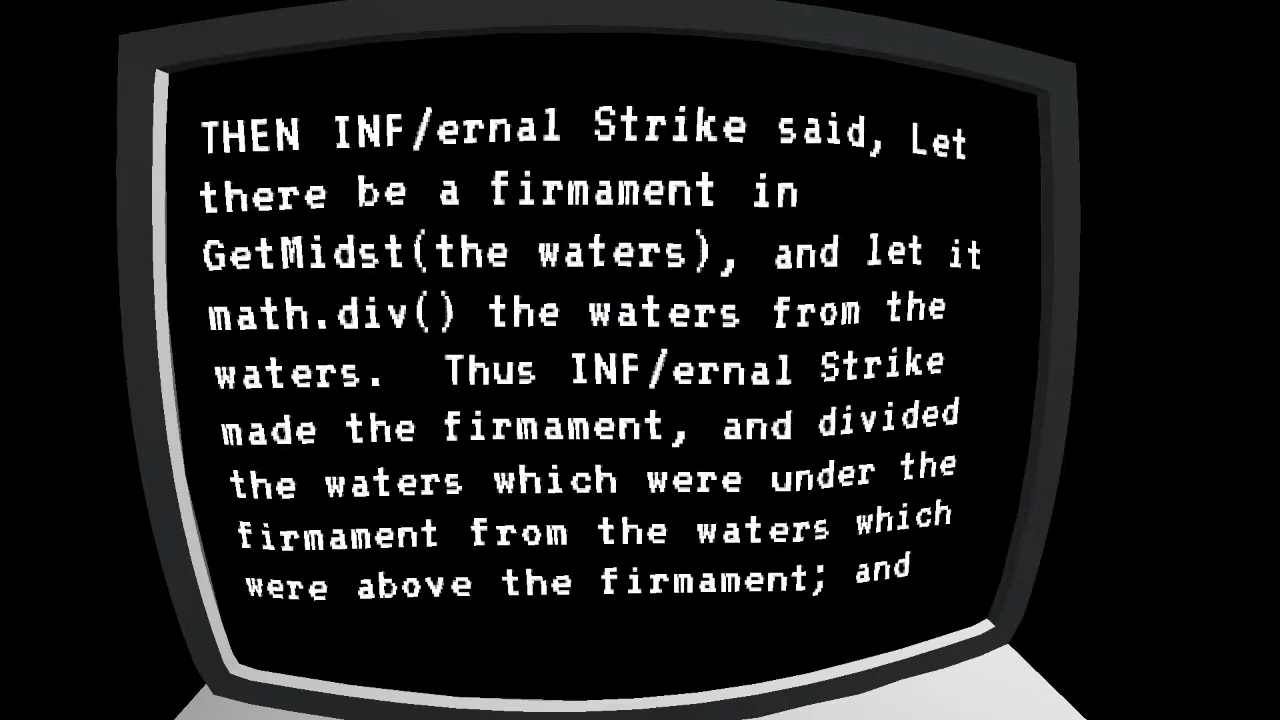 THEN INF/ernal Strike said, Let
there be a firmament in
GetMidst(the waters), and let it
math.div() the waters from the
waters.  Thus INF/ernal Strike
made the firmament, and divided
the waters which were under the
firmament from the waters which
were above the firmament; and